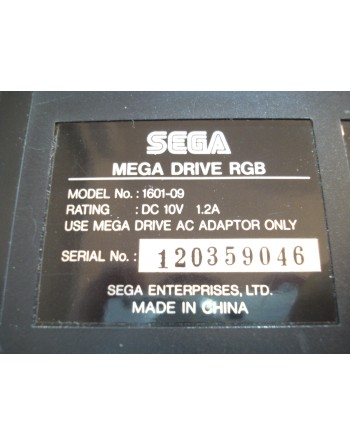 SEGA
MEGA DRIVE RGB
MODEL No.: 1601-09
RATING : DC 10V 1.2A
USE MEGA DRIVE AC ADAPTOR ONLY
SERIAL No.: 120359046
SEGA ENTERPRISES, LTD.
MADE IN CHINA